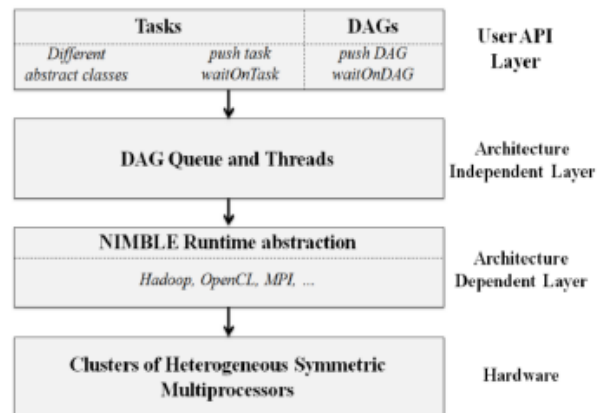 Tasks
DAGs
Different
abstract classes
push task
waitOnTask
push DAG
waitOnDAG
User API
Layer
DAG Queue and Threads
Architecture
Independent Layer
NIMBLE Runtime abstraction
Hadoop, OpenCL, MPI, ...
Architecture
Dependent Layer
Clusters of Heterogeneous Symmetric
Multiprocessors
Hardware